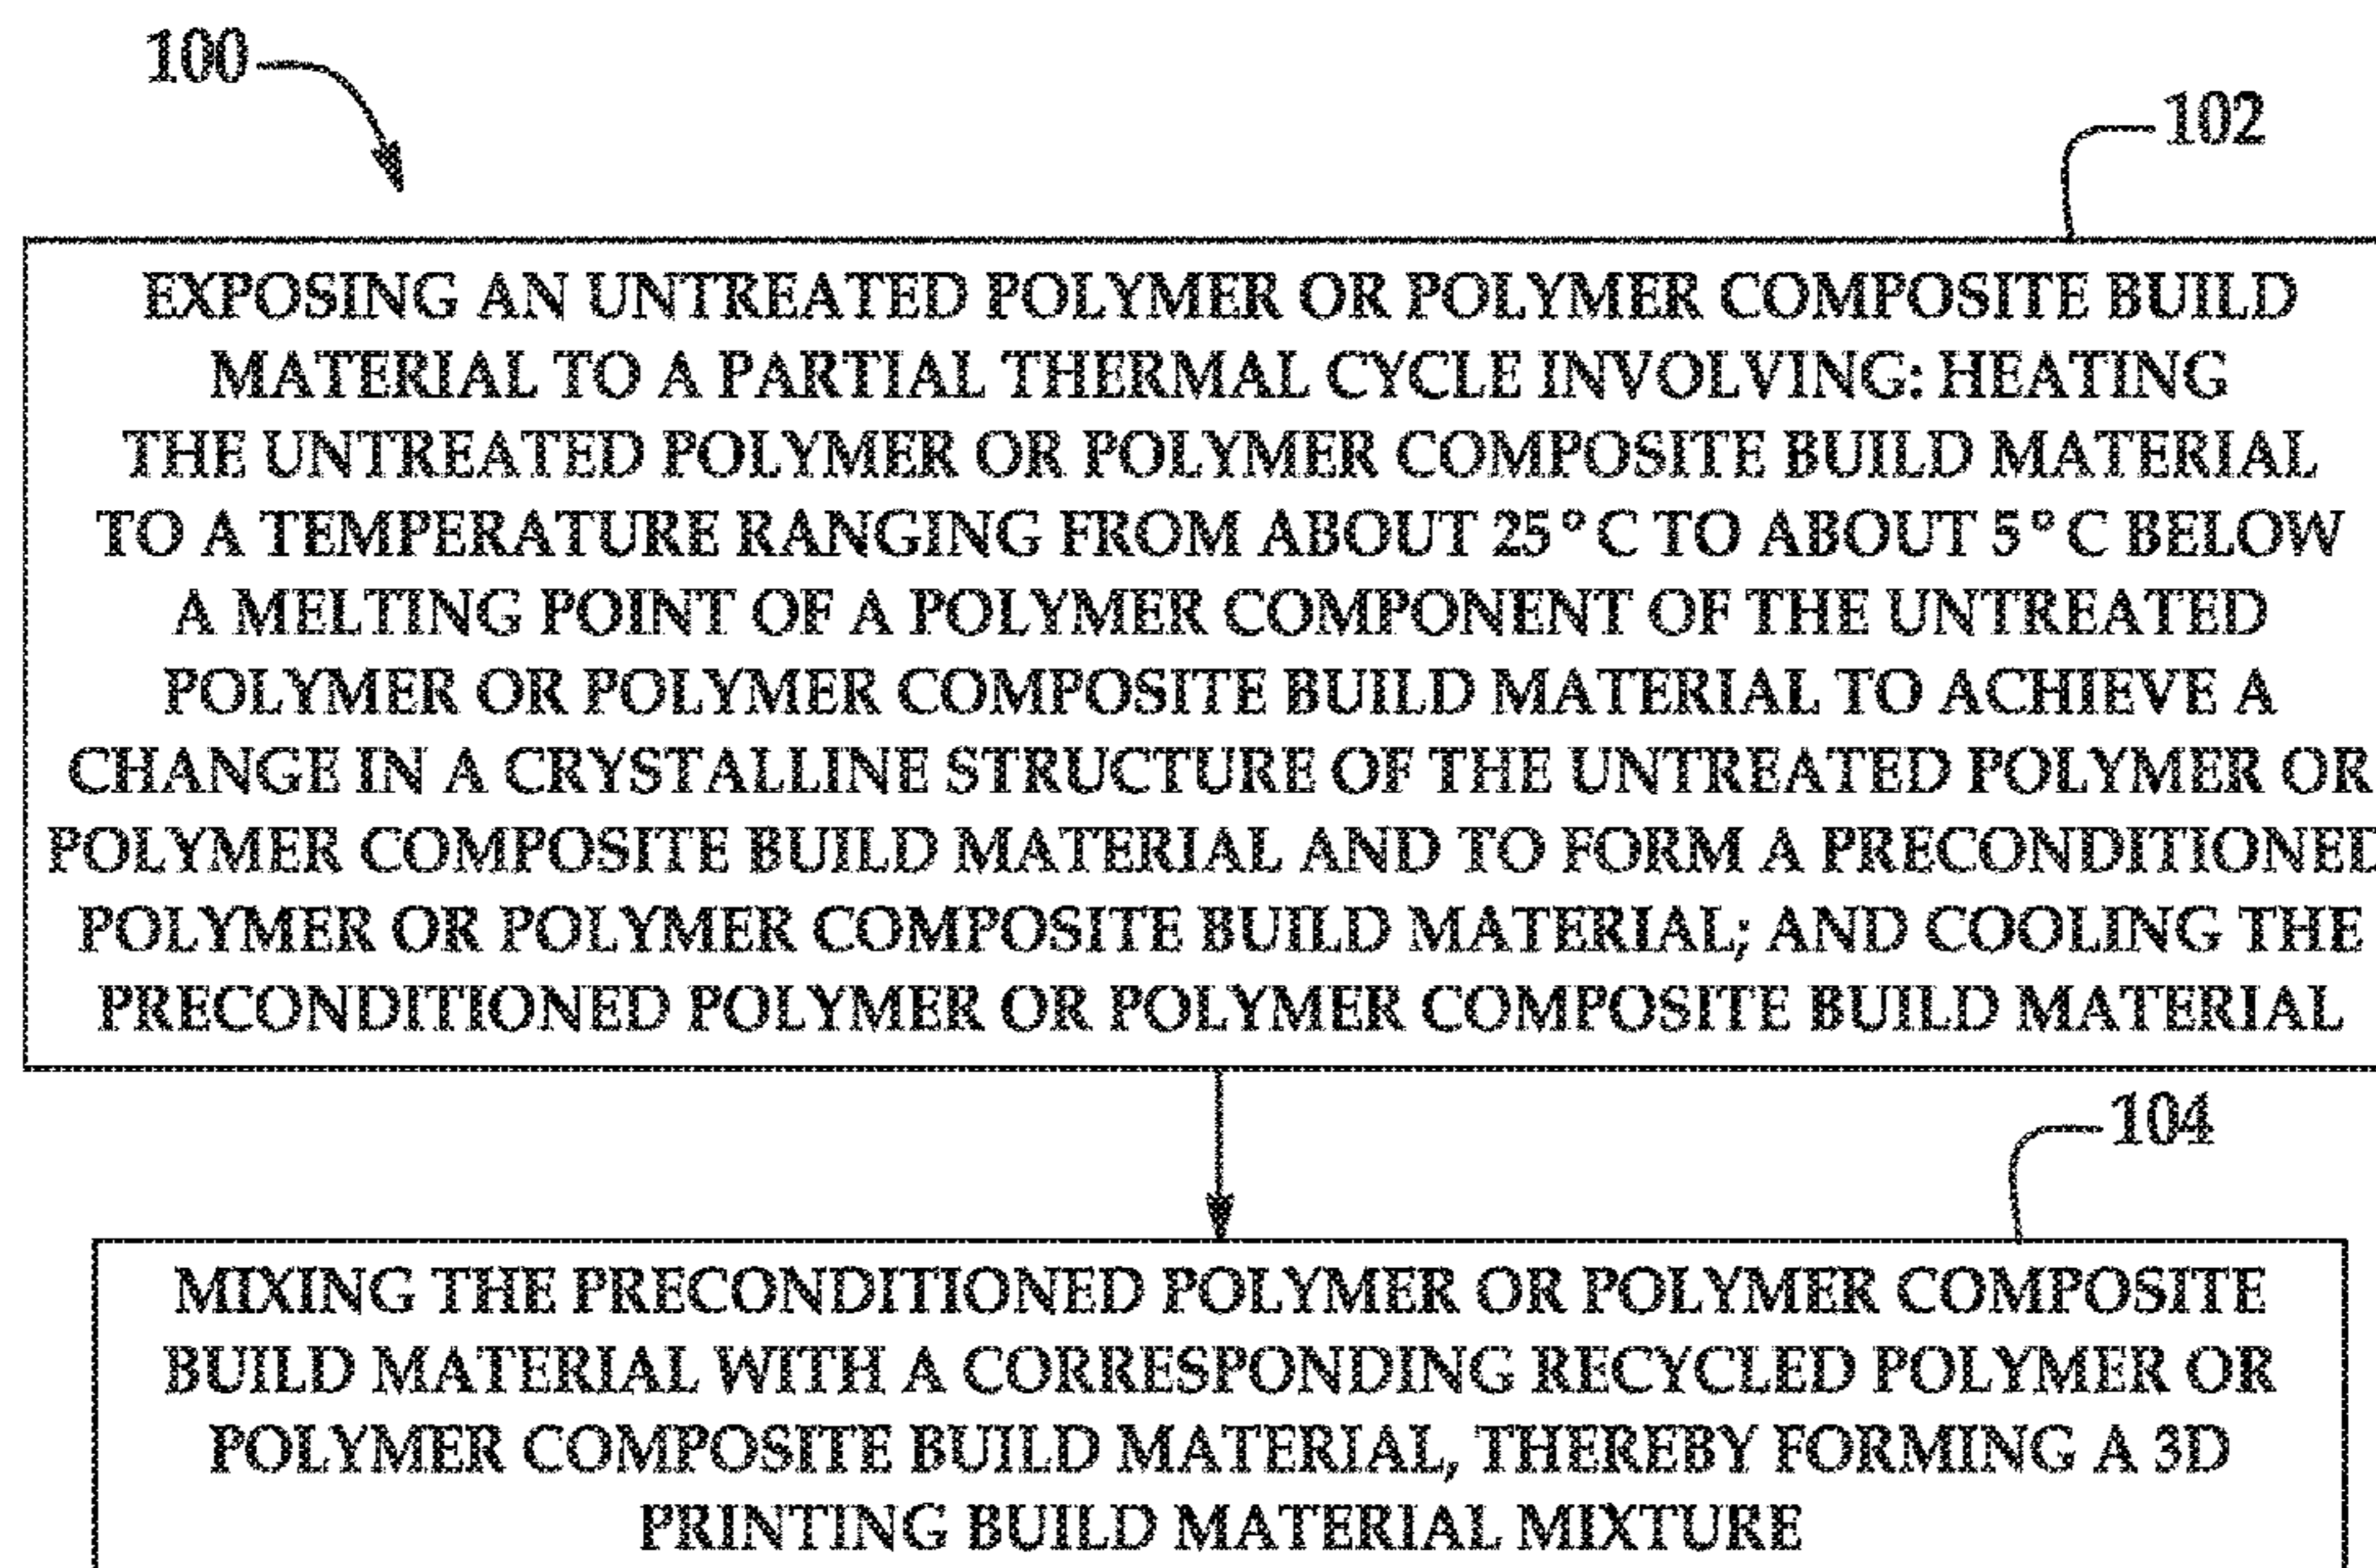 100
102
EXPOSING AN UNTREATED POLYMER OR POLYMER COMPOSITE BUILD
MATERIAL TO A PARTIAL THERMAL CYCLE INVOLVING: HEATING
THE UNTREATED POLYMER OR POLYMER COMPOSITE BUILD MATERIAL
TO A TEMPERATURE RANGING FROM ABOUT 25°C TO ABOUT 5°C BELOW
A MELTING POINT OF A POLYMER COMPONENT OF THE UNTREATED
POLYMER OR POLYMER COMPOSITE BUILD MATERIAL TO ACHIEVE A
CHANGE IN A CRYSTALLINE STRUCTURE OF THE UNTREATED POLYMER OR
POLYMER COMPOSITE BUILD MATERIAL AND TO FORM A PRECONDITIONED
POLYMER OR POLYMER COMPOSITE BUILD MATERIAL; AND COOLING THE
PRECONDITIONED POLYMER OR POLYMER COMPOSITE BUILD MATERIAL
104
MIXING THE PRECONDITIONED POLYMER OR POLYMER COMPOSITE
BUILD MATERIAL WITH A CORRESPONDING RECYCLED POLYMER OR
POLYMER COMPOSITE BUILD MATERIAL, THEREBY FORMING A 3D
PRINTING BUILD MATERIAL MIXTURE